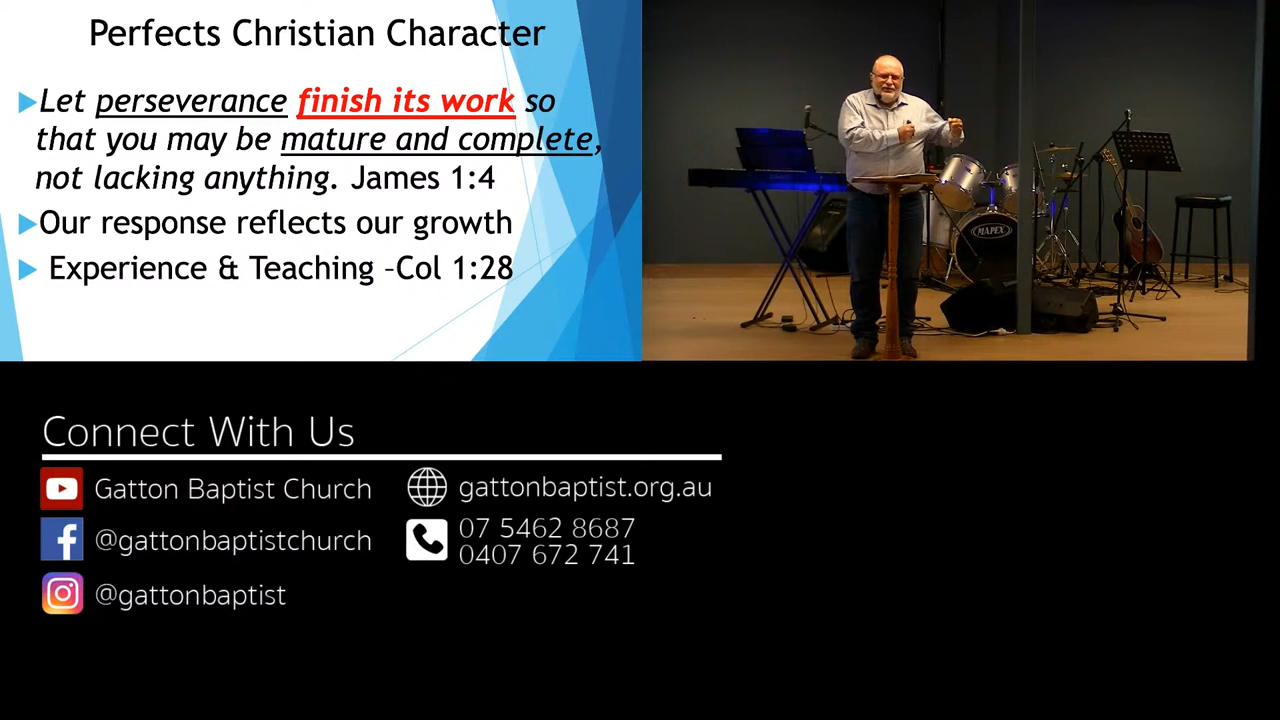 Perfects Christian Character
Let perseverance finish its work so
that you may be mature and complete,
not lacking anything. James 1:4
Our response reflects our growth
Experience & Teaching –Col 1:28
MAPEX
Connect With Us
Gatton Baptist Church
@gattonbaptistchurch
@gattonbaptist
gattonbaptist.org.au
07 5462 8687
0407 672 741